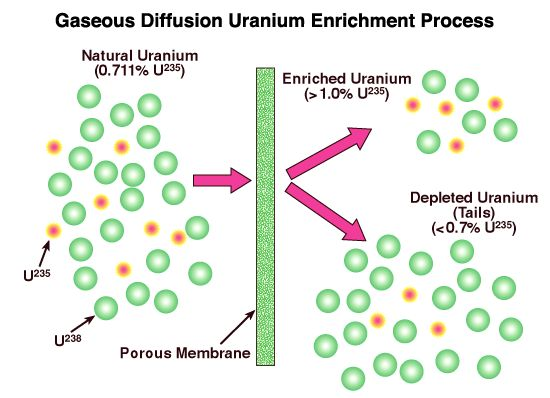 Gaseous Diffusion Uranium Enrichment Process
Natural Uranium
(0.711% U²³⁵)
Enriched Uranium
(>1.0% U²³⁵)
Depleted Uranium
(Tails)
(<0.7% U²³⁵)
U²³⁵
U²³⁸
Porous Membrane